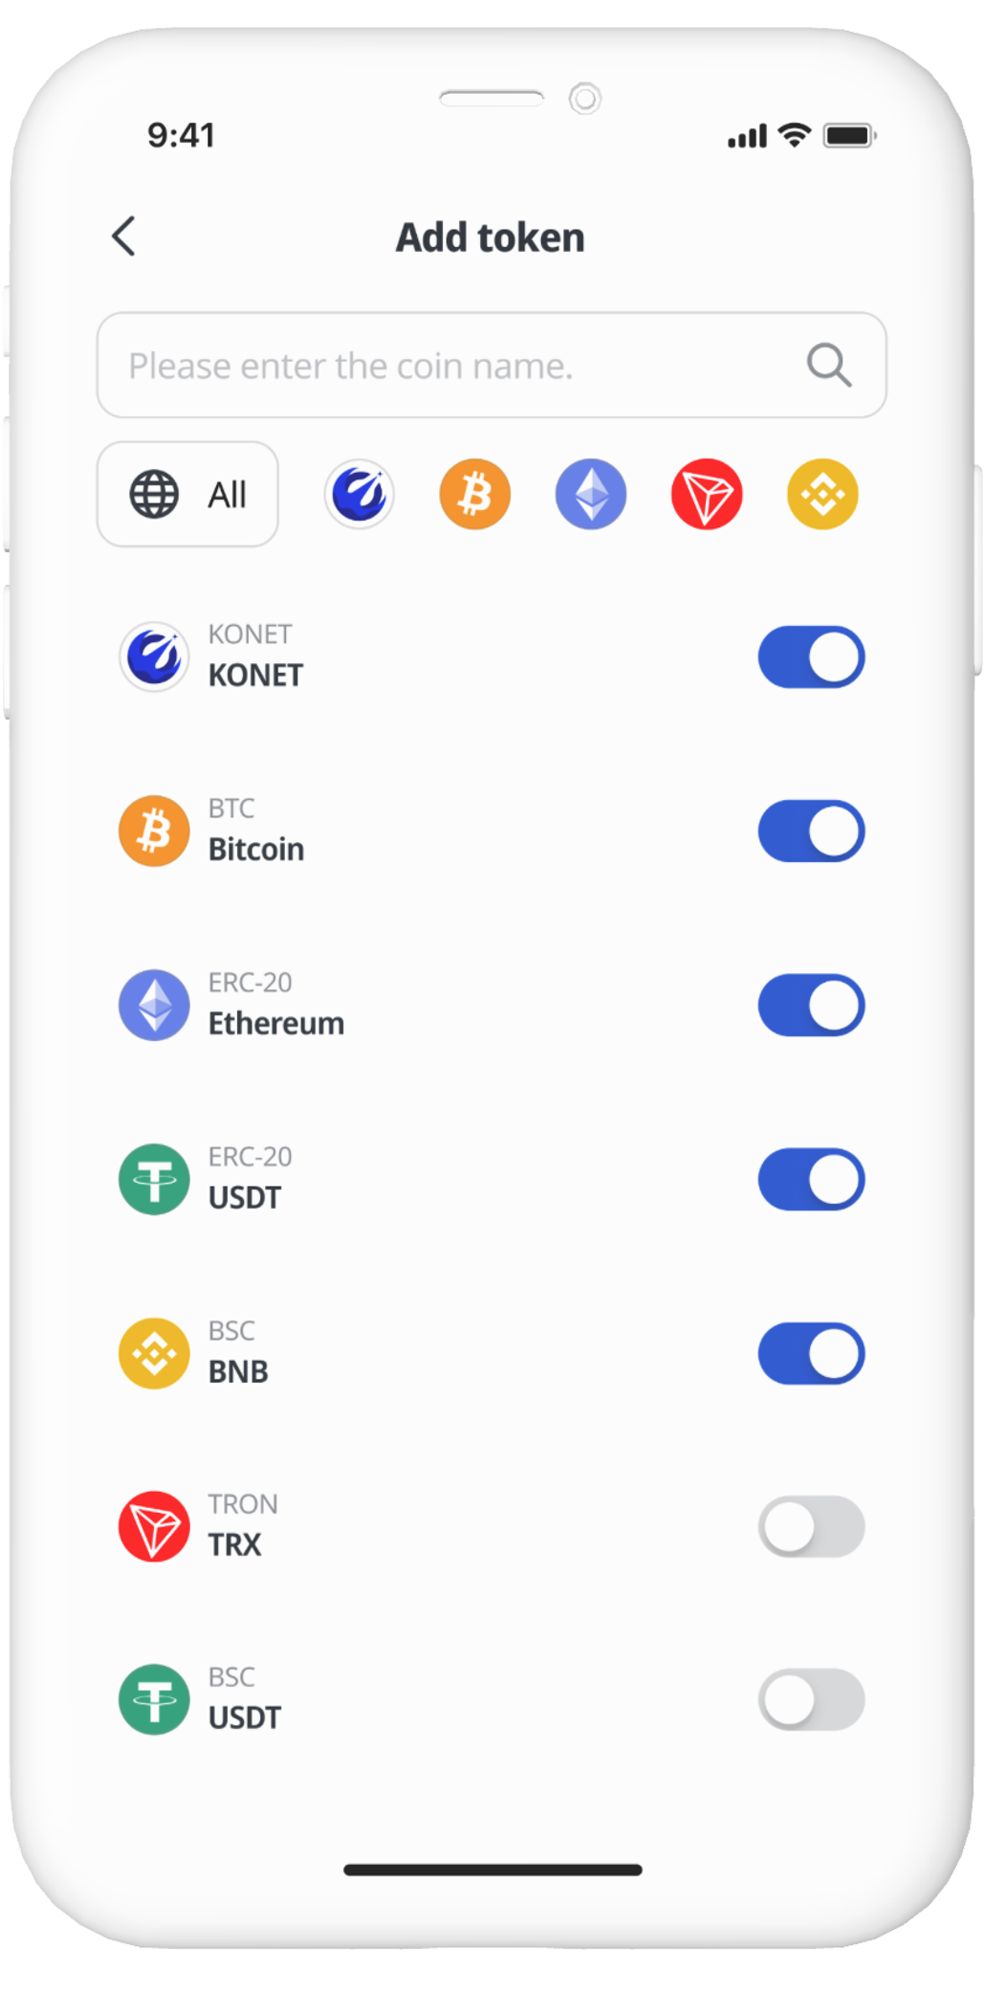 9:41
Add token
Please enter the coin name.
All
KONET
KONET
BTC
Bitcoin
ERC-20
Ethereum
ERC-20
USDT
BSC
BNB
TRON
TRX
BSC
USDT